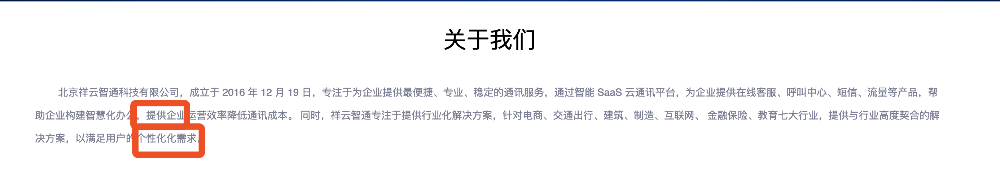 关于我们
北京祥云智通科技有限公司，成立于 2016 年 12 月 19 日，专注于为企业提供最便捷、专业、稳定的通讯服务，通过智能 SaaS 云通讯平台，为企业提供在线客服、呼叫中心、短信、流量等产品，帮
助企业构建智慧化办公，提供企业运营效率降低通讯成本。 同时，祥云智通专注于提供行业化解决方案，针对电商、交通出行、建筑、制造、互联网、 金融保险、教育七大行业，提供与行业高度契合的解
决方案，以满足用户的个性化化需求。